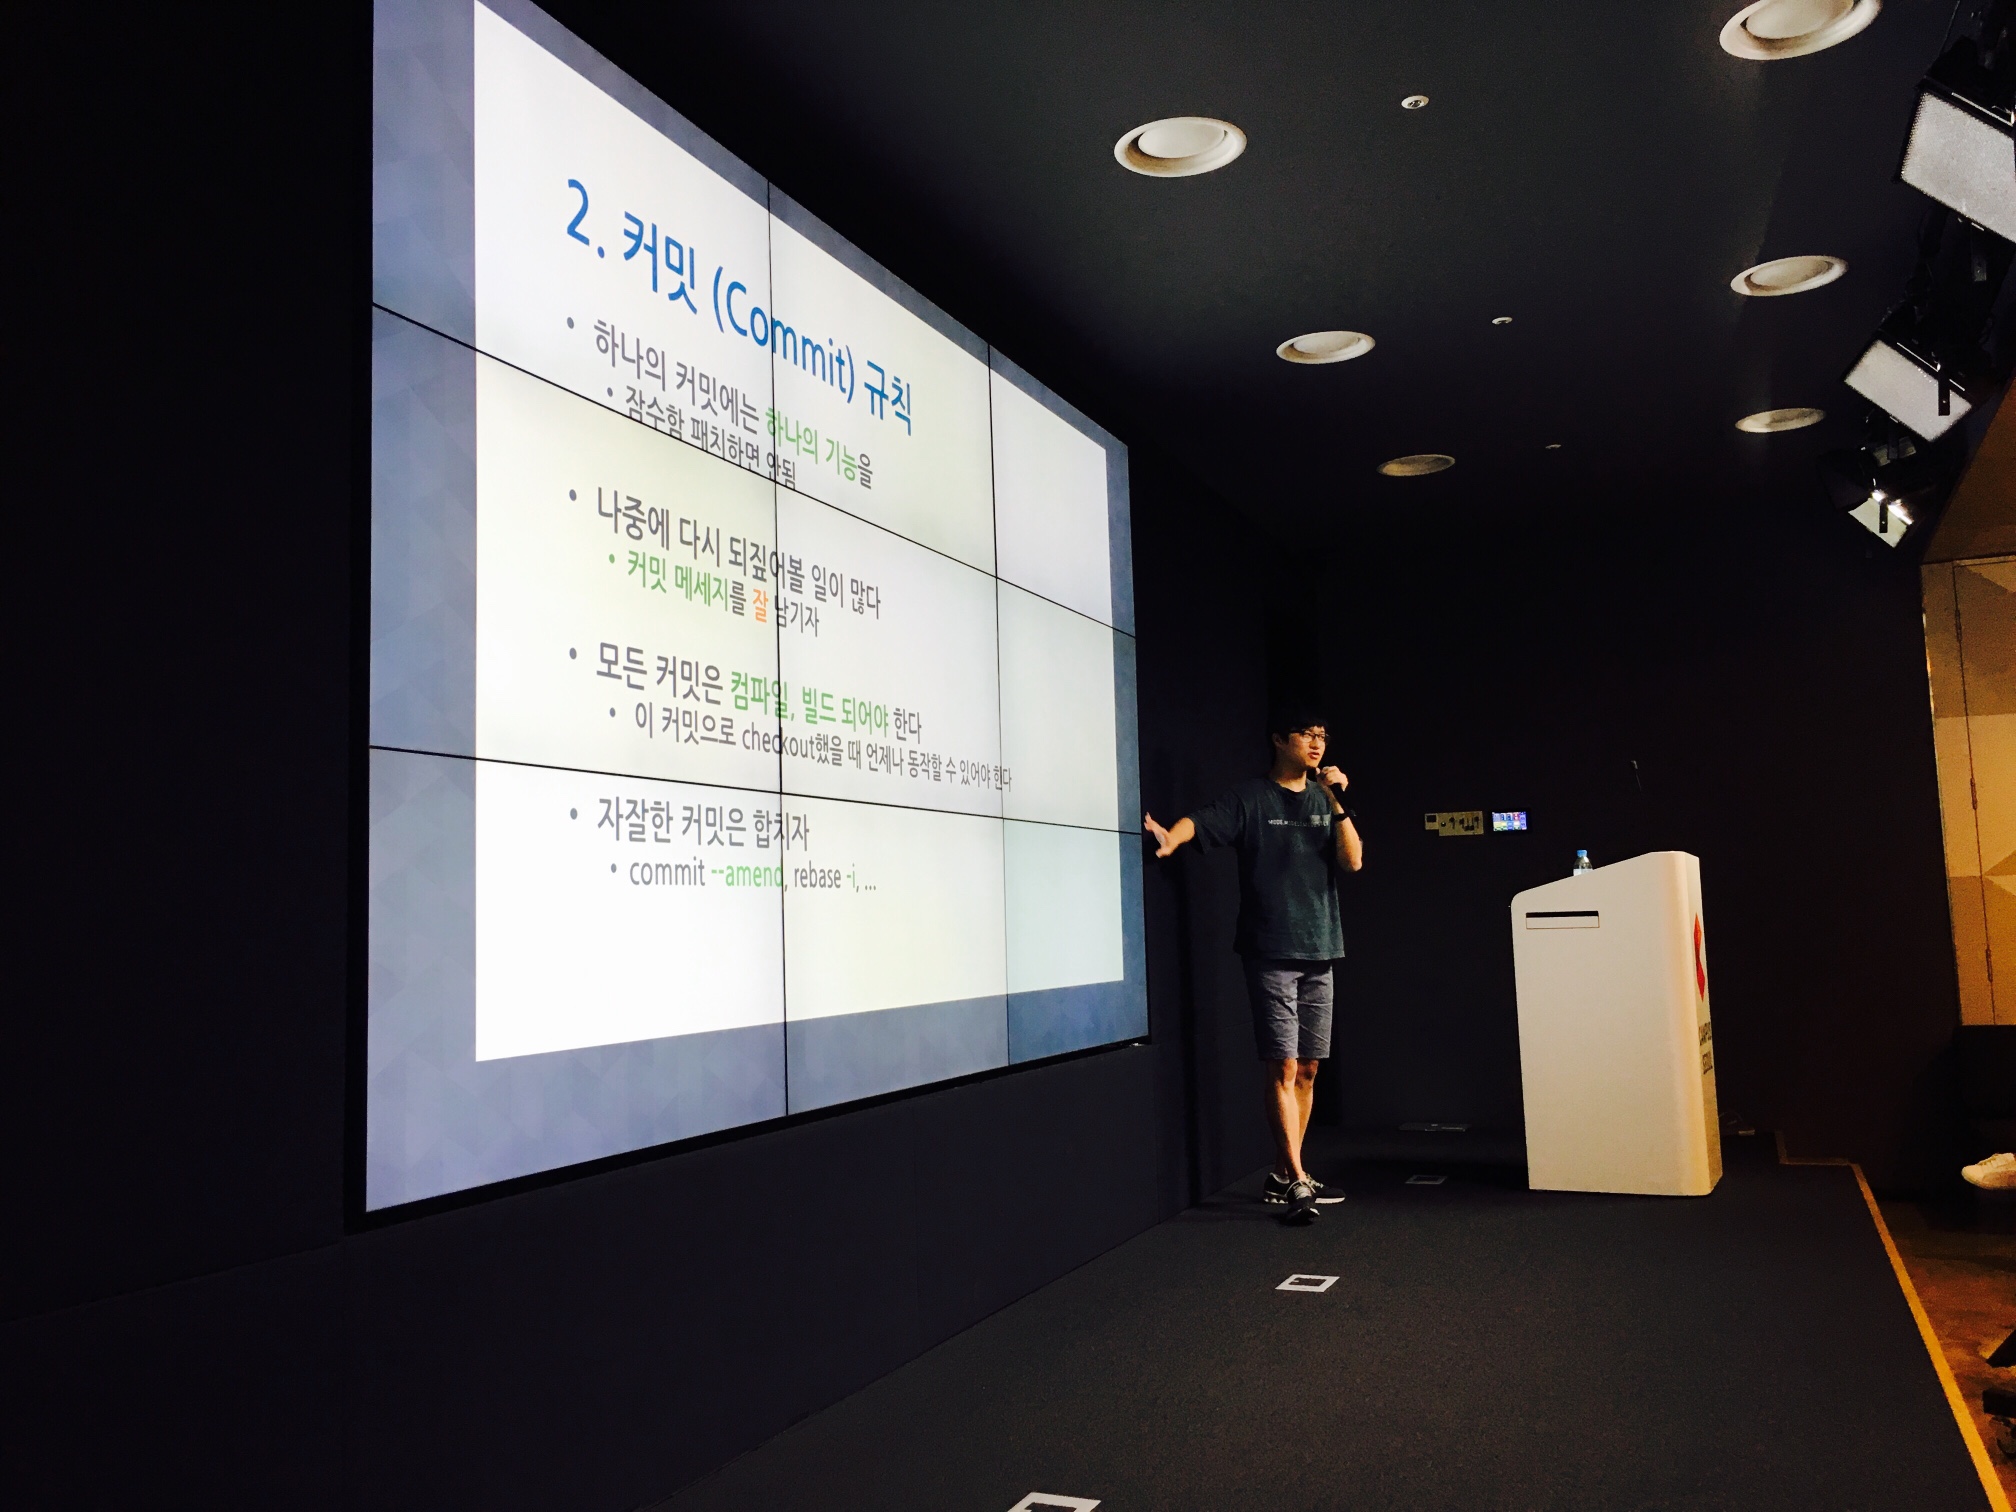 2. 커밋 (Commit) 규칙
• 하나의 커밋에는 하나의 기능을
• 잠수함 패치하면 안됨
• 나중에 다시 되짚어볼 일이 많다
• 커밋 메세지를 잘 남기자
• 모든 커밋은 컴파일, 빌드 되어야 한다
• 이 커밋으로 checkout했을 때 언제나 동작할 수 있어야 한다
• 자잘한 커밋은 합치자
• commit --amend, rebase -i, ...